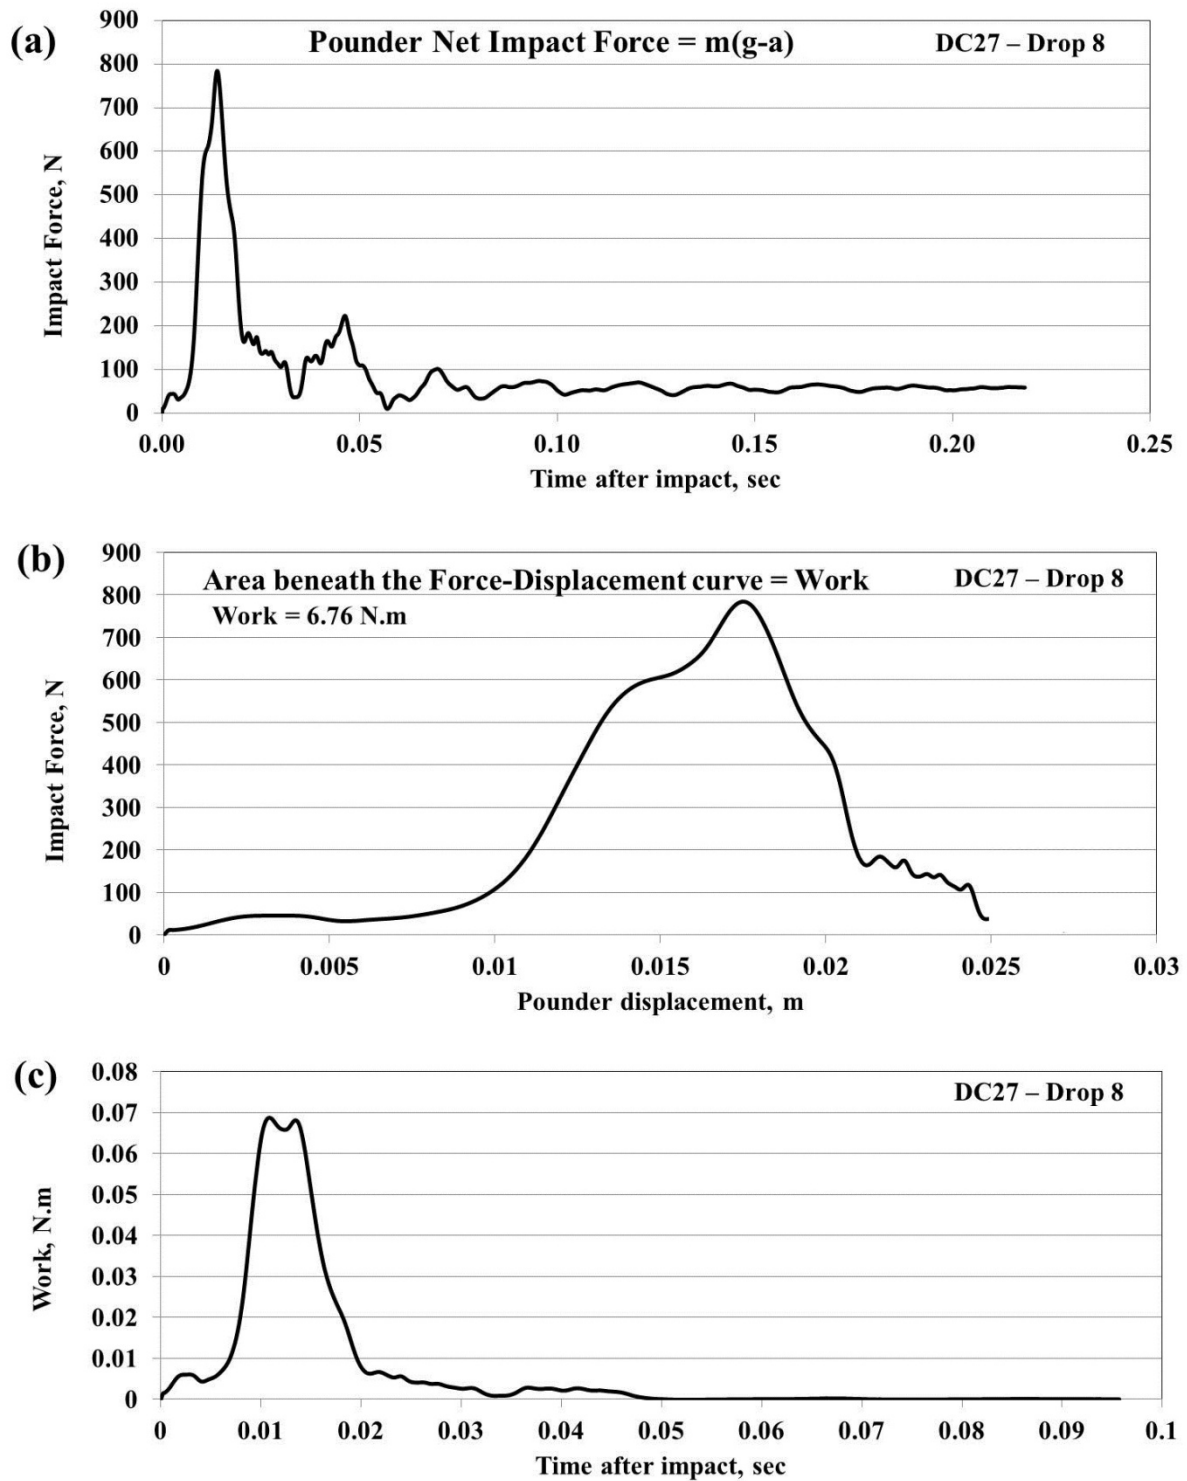 (a)
Pounder Net Impact Force = m(g-a)
DC27 – Drop 8
Impact Force, N
900
800
700
600
500
400
300
200
100
0
0.00 0.05 0.10 0.15 0.20 0.25
Time after impact, sec
(b)
Area beneath the Force-Displacement curve = Work
DC27 – Drop 8
Work = 6.76 N.m
Impact Force, N
900
800
700
600
500
400
300
200
100
0
0 0.005 0.01 0.015 0.02 0.025 0.03
Pounder displacement, m
(c)
DC27 – Drop 8
Work, N.m
0.08
0.07
0.06
0.05
0.04
0.03
0.02
0.01
0
0 0.01 0.02 0.03 0.04 0.05 0.06 0.07 0.08 0.09 0.1
Time after impact, sec